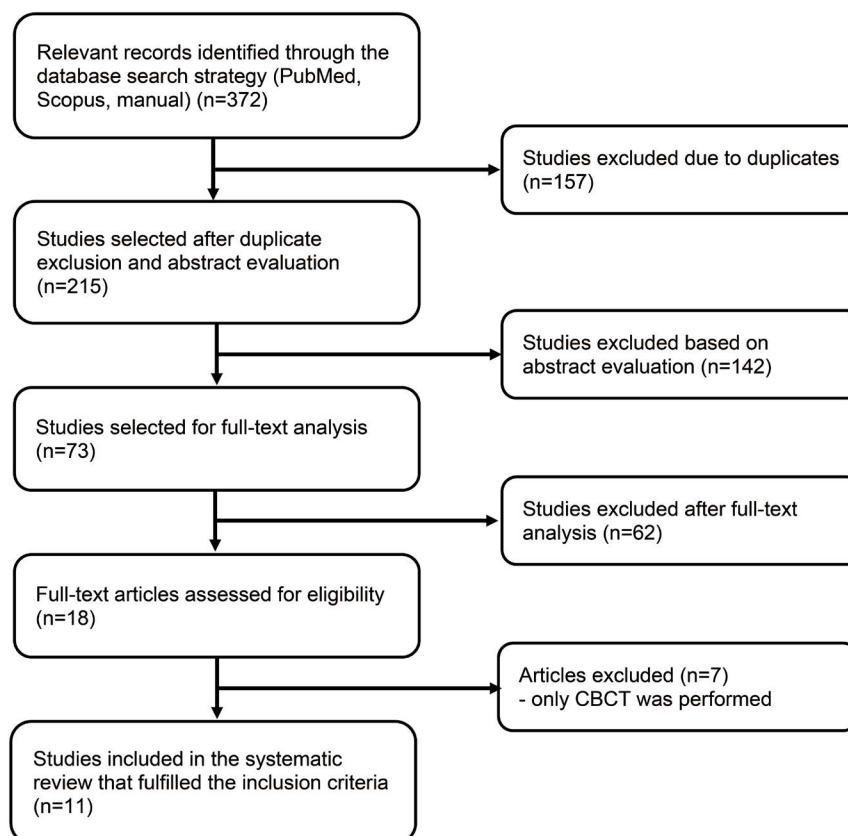 Relevant records identified through the
database search strategy (PubMed,
Scopus, manual) (n=372)
Studies excluded due to duplicates
(n=157)
Studies selected after duplicate
exclusion and abstract evaluation
(n=215)
Studies excluded based on
abstract evaluation (n=142)
Studies selected for full-text analysis
(n=73)
Studies excluded after full-text
analysis (n=62)
Full-text articles assessed for eligibility
(n=18)
Articles excluded (n=7)
- only CBCT was performed
Studies included in the systematic
review that fulfilled the inclusion criteria
(n=11)